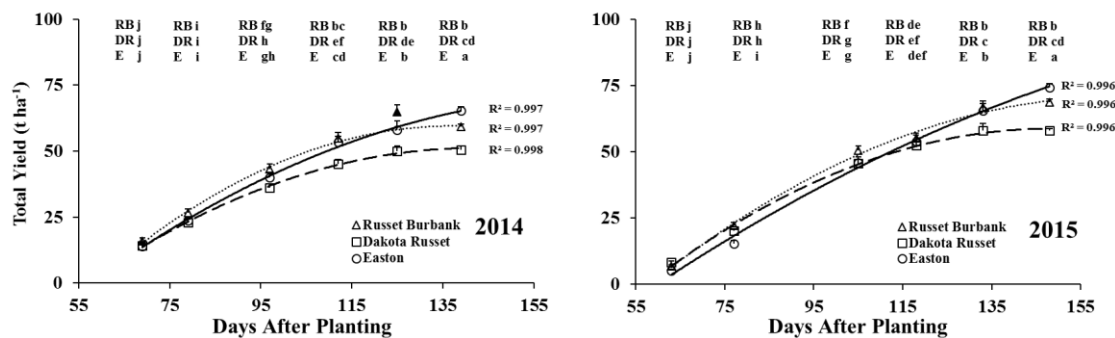 100
75
50
25
0
Total Yield (t ha⁻¹)
RB j RB i RB fg RB bc RB b RB b
DR j DR i DR h DR ef DR de DR cd
E j E i E gh E cd E b E a
R² = 0.997
R² = 0.997
R² = 0.998
Russet Burbank
Dakota Russet
Easton
2014
55 75 95 115 135 155
Days After Planting
100
75
50
25
0
RB j RB h RB f RB de RB b RB b
DR j DR h DR g DR ef DR c DR cd
E j E i E g E def E b E a
R² = 0.996
R² = 0.996
R² = 0.996
Russet Burbank
Dakota Russet
Easton
2015
55 75 95 115 135 155
Days After Planting